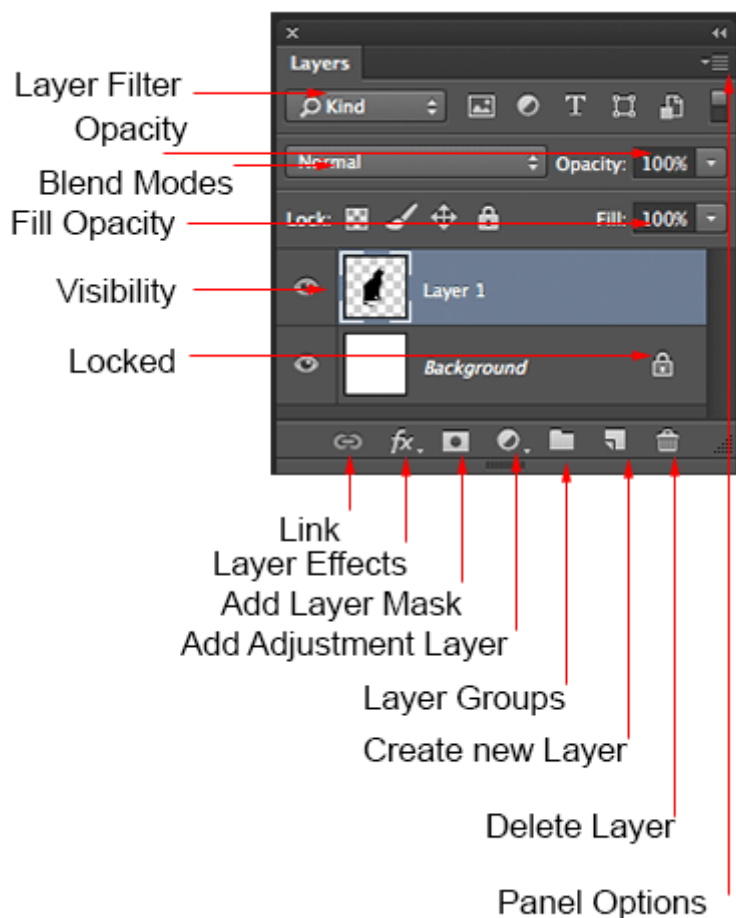 Layers
Layer Filter
Kind
T
Opacity
Normal
Opacity: 100%
Blend Modes
Fill Opacity
Lock:
Fill: 100%
Visibility
Layer 1
Locked
Background
fx
Link
Layer Effects
Add Layer Mask
Add Adjustment Layer
Layer Groups
Create new Layer
Delete Layer
Panel Options